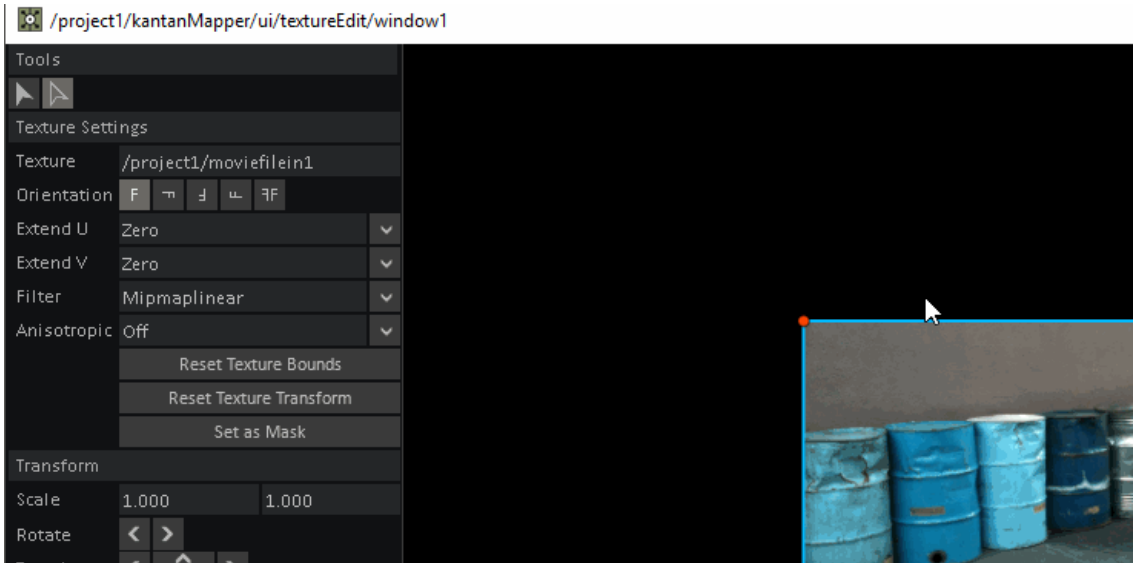 /project1/kantanMapper/ui/textureEdit/window1
Tools
Texture Settings
Texture /project1/moviefilein1
Orientation F F F F FF
Extend U Zero
Extend V Zero
Filter Mipmaplinear
Anisotropic Off
Reset Texture Bounds
Reset Texture Transform
Set as Mask
Transform
Scale 1.000 1.000
Rotate < >